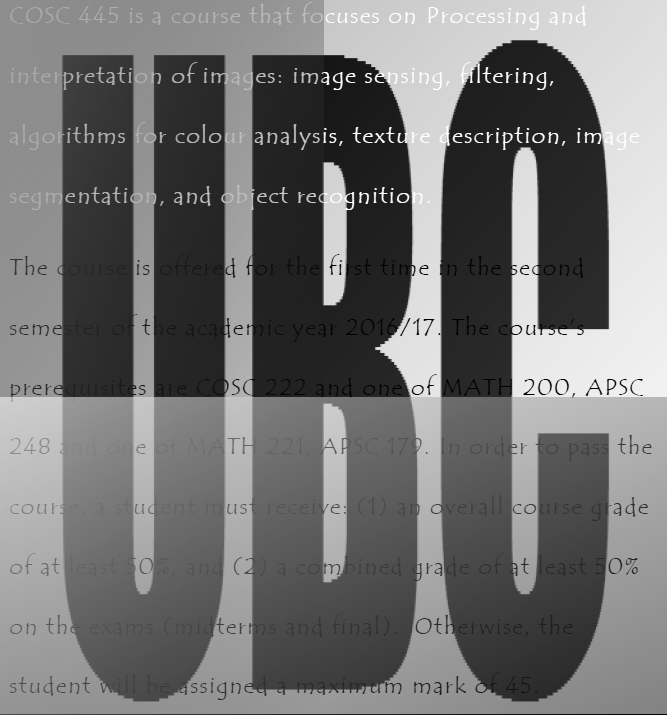 COSC 445 is a course that focuses on Processing and
interpretation of images: image sensing, filtering,
algorithms for colour analysis, texture description, image
segmentation, and object recognition.
The course is offered for the first time in the second
semester of the academic year 2016/17. The course's
prerequisites are COSC 222 and one of MATH 200, APSC
248 and one of MATH 221, APSC 179. In order to pass the
course, a student must receive: (1) an overall course grade
of at least 50%, and (2) a combined grade of at least 50%
on the exams (midterms and final). Otherwise, the
student will be assigned a maximum mark of 45.
UBC